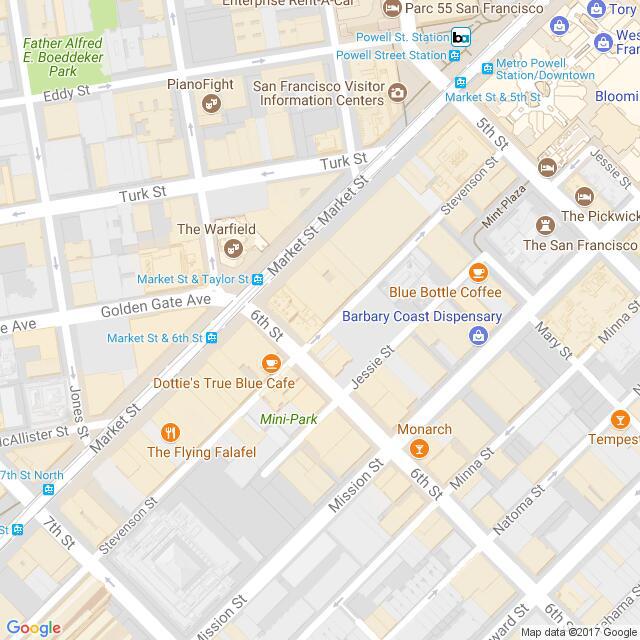 Enterprise Rent-A-Car
Parc 55 San Francisco
Tory
Powell St. Station
Powell Street Station
Father Alfred
E. Boeddeker
Park
Metro Powell
Station/Downtown
Market St & 5th St
Eddy St
PianoFight
San Francisco Visitor
Information Centers
5th St
Turk St
Stevenson St
Jessie St
Turk St
Market St
Market St
Mint-Plaza
The Pickwick
The Warfield
The San Francisco
Market St & Taylor St
Blue Bottle Coffee
Golden Gate Ave
Barbary Coast Dispensary
e Ave
Market St & 6th St
6th St
Minna St
Mary St
Dottie's True Blue Cafe
Jessie St
Jones St
Market St
Mini-Park
Monarch
McAllister St
The Flying Falafel
Tempest
7th St North
Mission St
Minna St
6th St
Natoma St
Stevenson St
7th St
St
Mission St
6th St
Google
Map data ©2017 Google